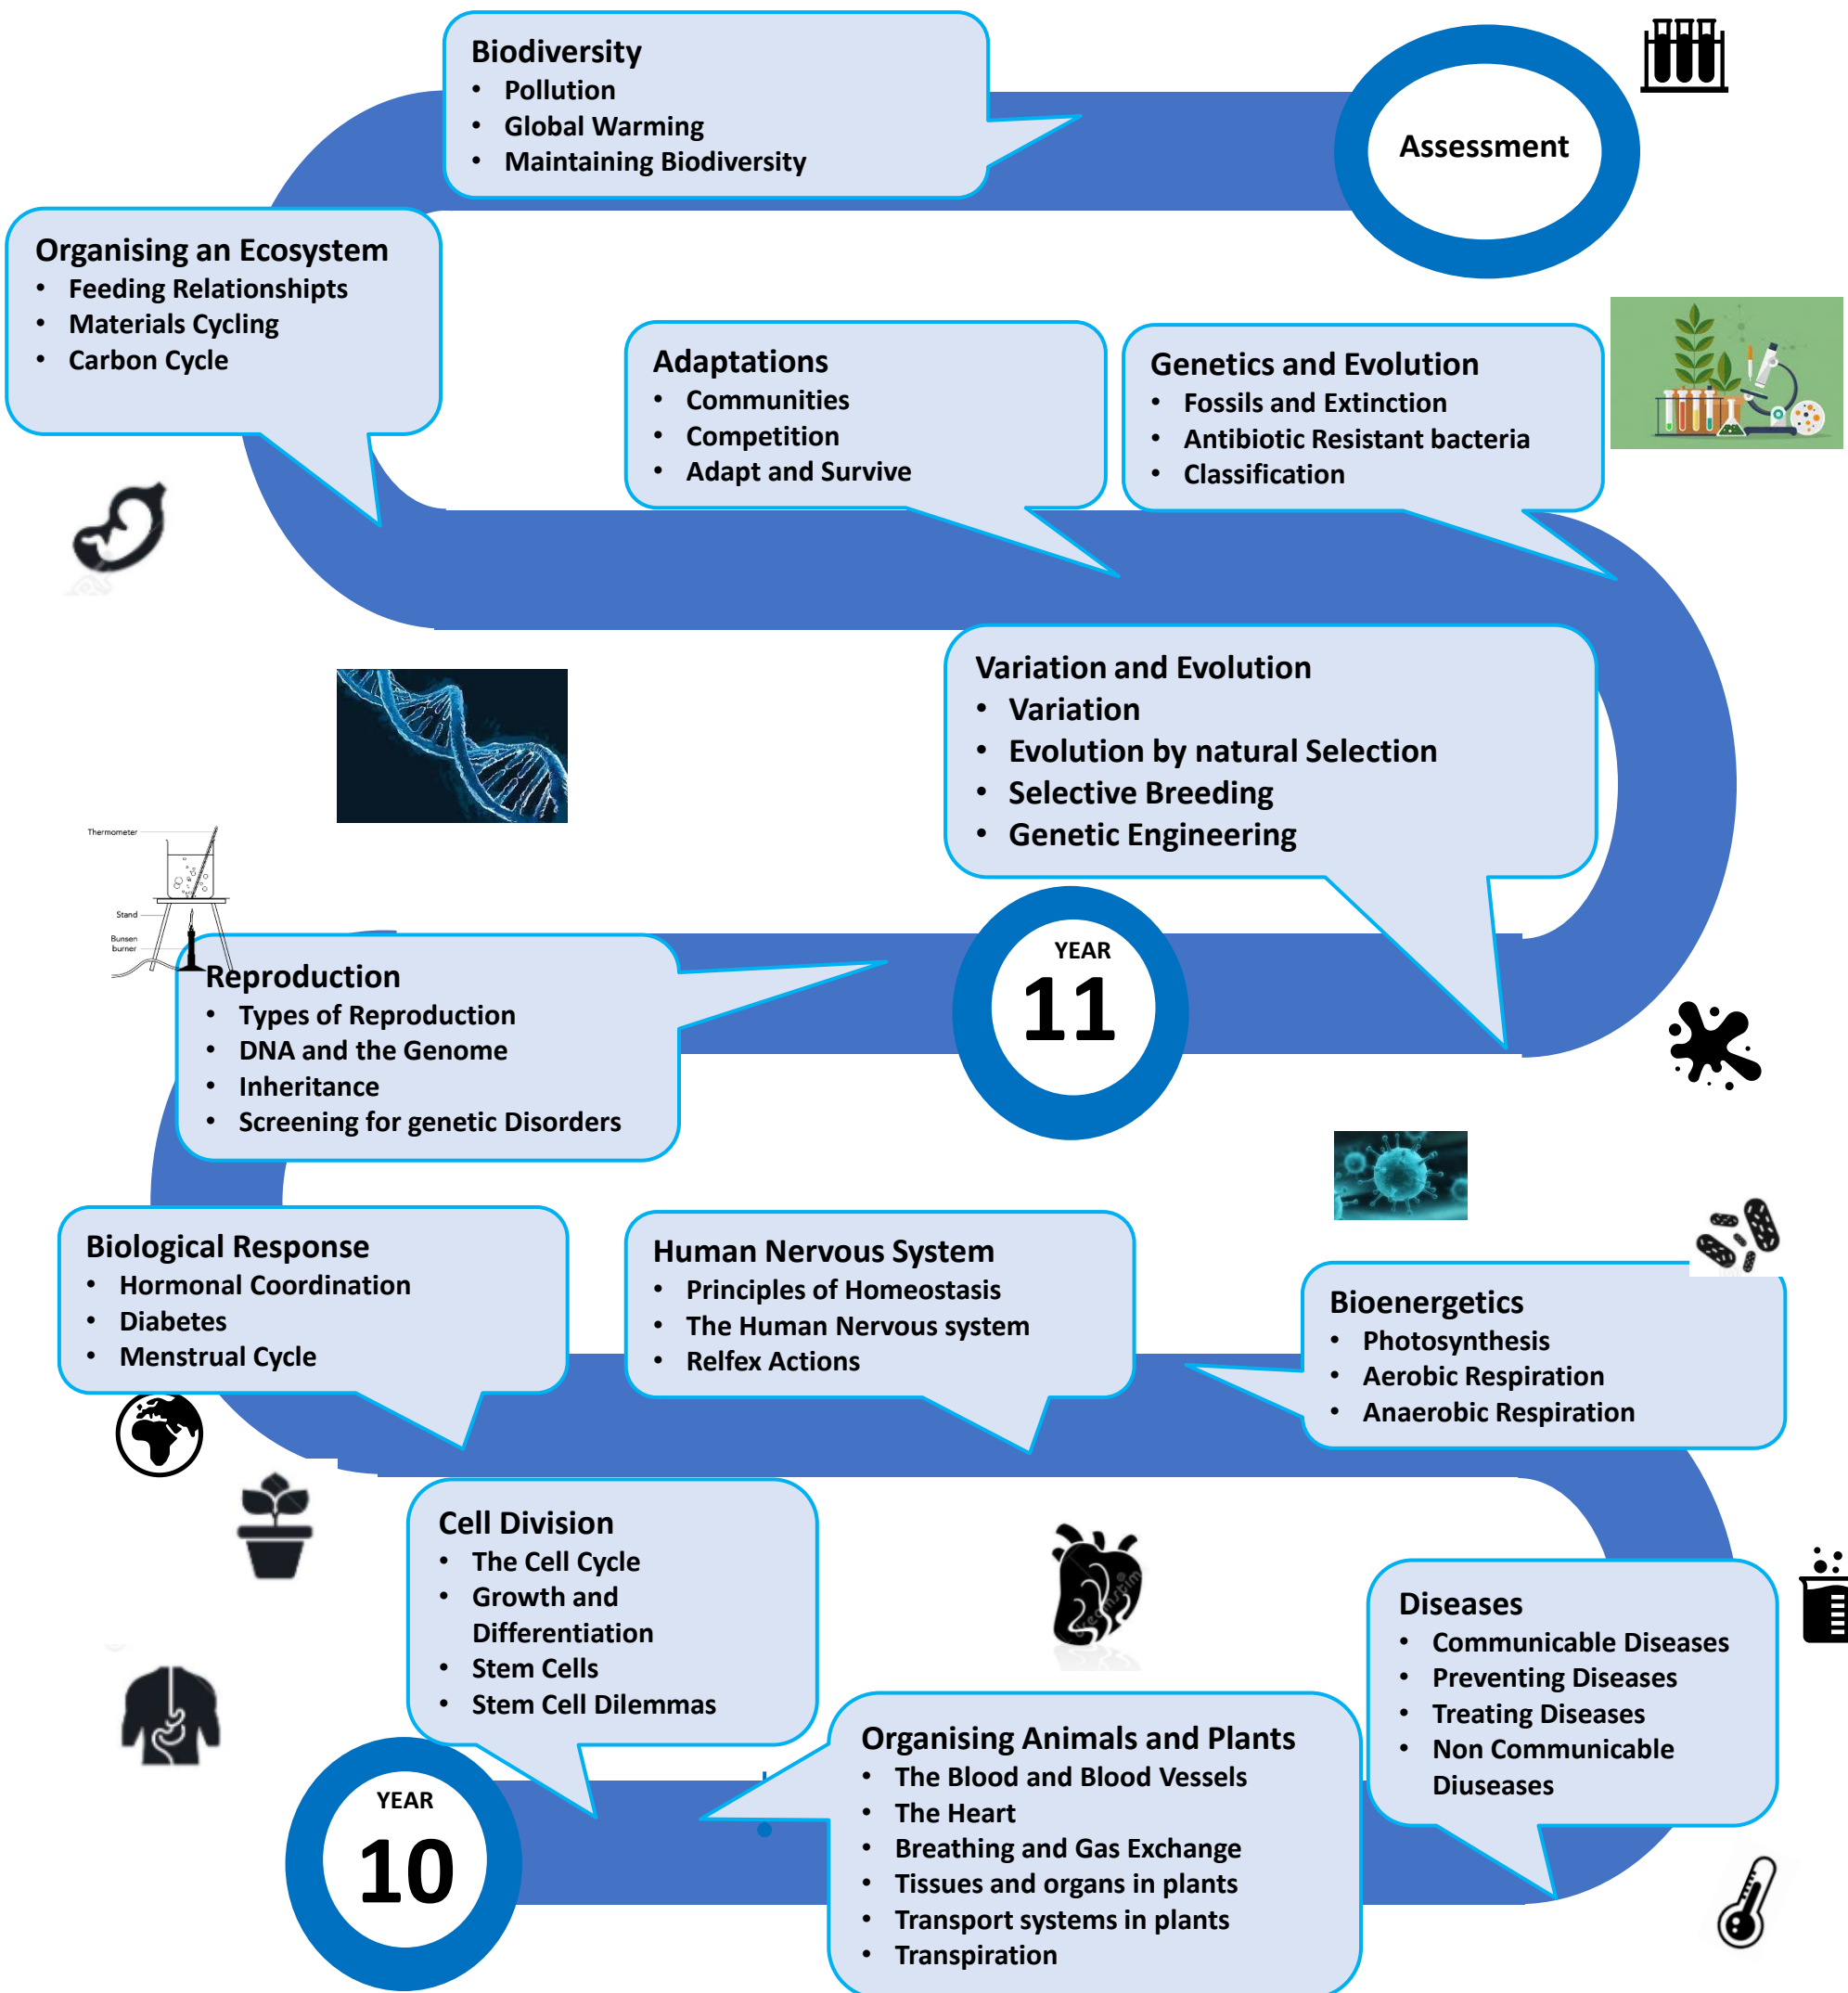 Biodiversity
• Pollution
• Global Warming
• Maintaining Biodiversity
Assessment
Organising an Ecosystem
• Feeding Relationshipts
• Materials Cycling
• Carbon Cycle
Adaptations
• Communities
• Competition
• Adapt and Survive
Genetics and Evolution
• Fossils and Extinction
• Antibiotic Resistant bacteria
• Classification
Variation and Evolution
• Variation
• Evolution by natural Selection
• Selective Breeding
• Genetic Engineering
Thermometer
Stand
Bunsen
burner
YEAR
11
Reproduction
• Types of Reproduction
• DNA and the Genome
• Inheritance
• Screening for genetic Disorders
Biological Response
• Hormonal Coordination
• Diabetes
• Menstrual Cycle
Human Nervous System
• Principles of Homeostasis
• The Human Nervous system
• Relfex Actions
Bioenergetics
• Photosynthesis
• Aerobic Respiration
• Anaerobic Respiration
Cell Division
• The Cell Cycle
• Growth and
Differentiation
• Stem Cells
• Stem Cell Dilemmas
Diseases
• Communicable Diseases
• Preventing Diseases
• Treating Diseases
• Non Communicable
Diuseases
Organising Animals and Plants
• The Blood and Blood Vessels
• The Heart
• Breathing and Gas Exchange
• Tissues and organs in plants
• Transport systems in plants
• Transpiration
YEAR
10